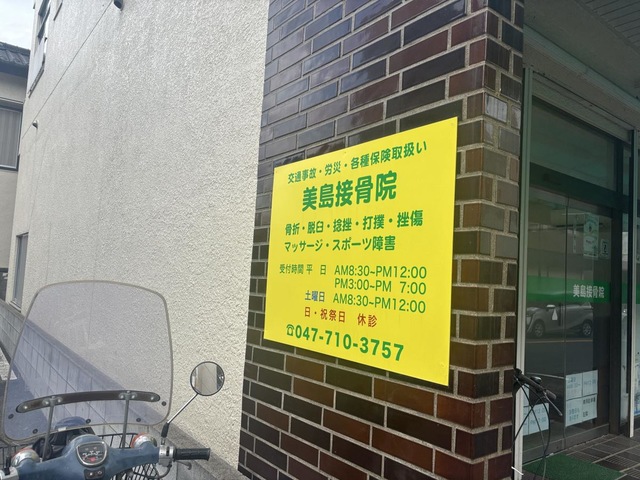 交通事故・労災・各種保険取扱い
美島接骨院
骨折・脱臼・捻挫・打撲・挫傷
マッサージ・スポーツ障害
受付時間 平 日 AM8:30~PM12:00
PM3:00~PM 7:00
土曜日 AM8:30~PM12:00
日・祝祭日 休診
☎047-710-3757
美島接骨院